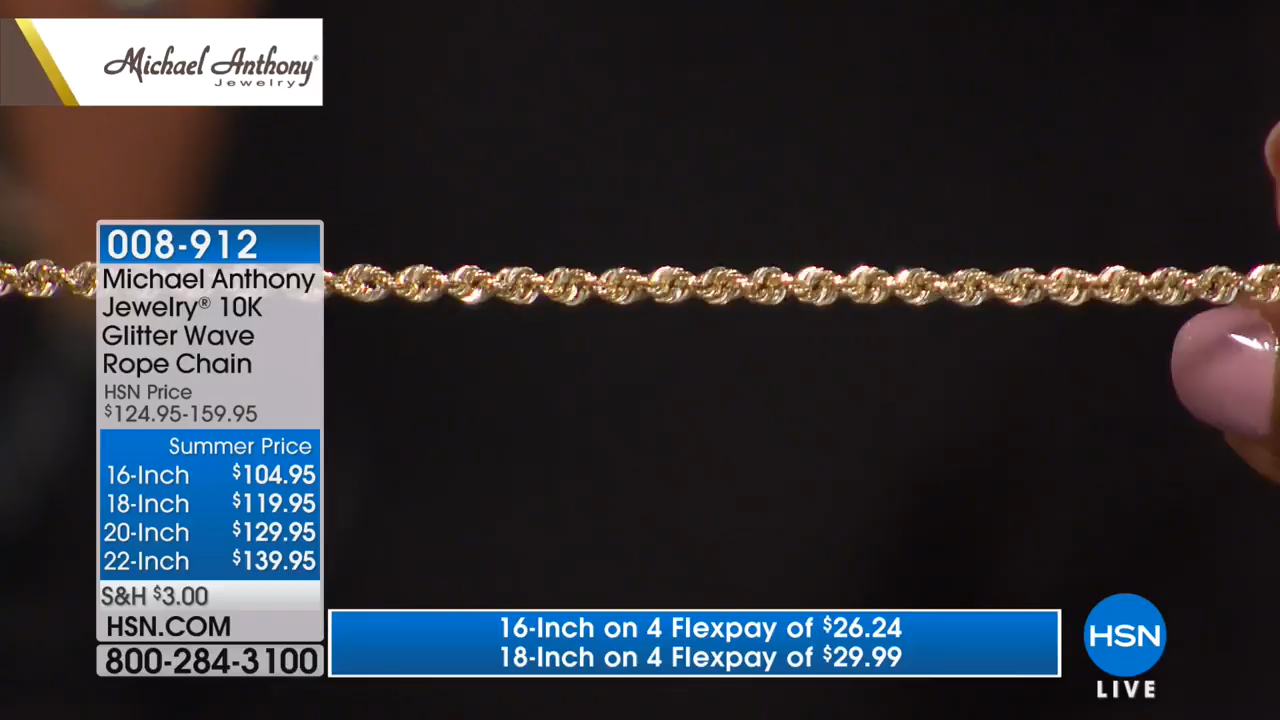 Michael Anthony®
Jewelry
008-912
Michael Anthony
Jewelry® 10K
Glitter Wave
Rope Chain
HSN Price
$124.95-159.95
Summer Price
16-Inch $104.95
18-Inch $119.95
20-Inch $129.95
22-Inch $139.95
S&H $3.00
HSN.COM
800-284-3100
16-Inch on 4 Flexpay of $26.24
18-Inch on 4 Flexpay of $29.99
HSN
LIVE